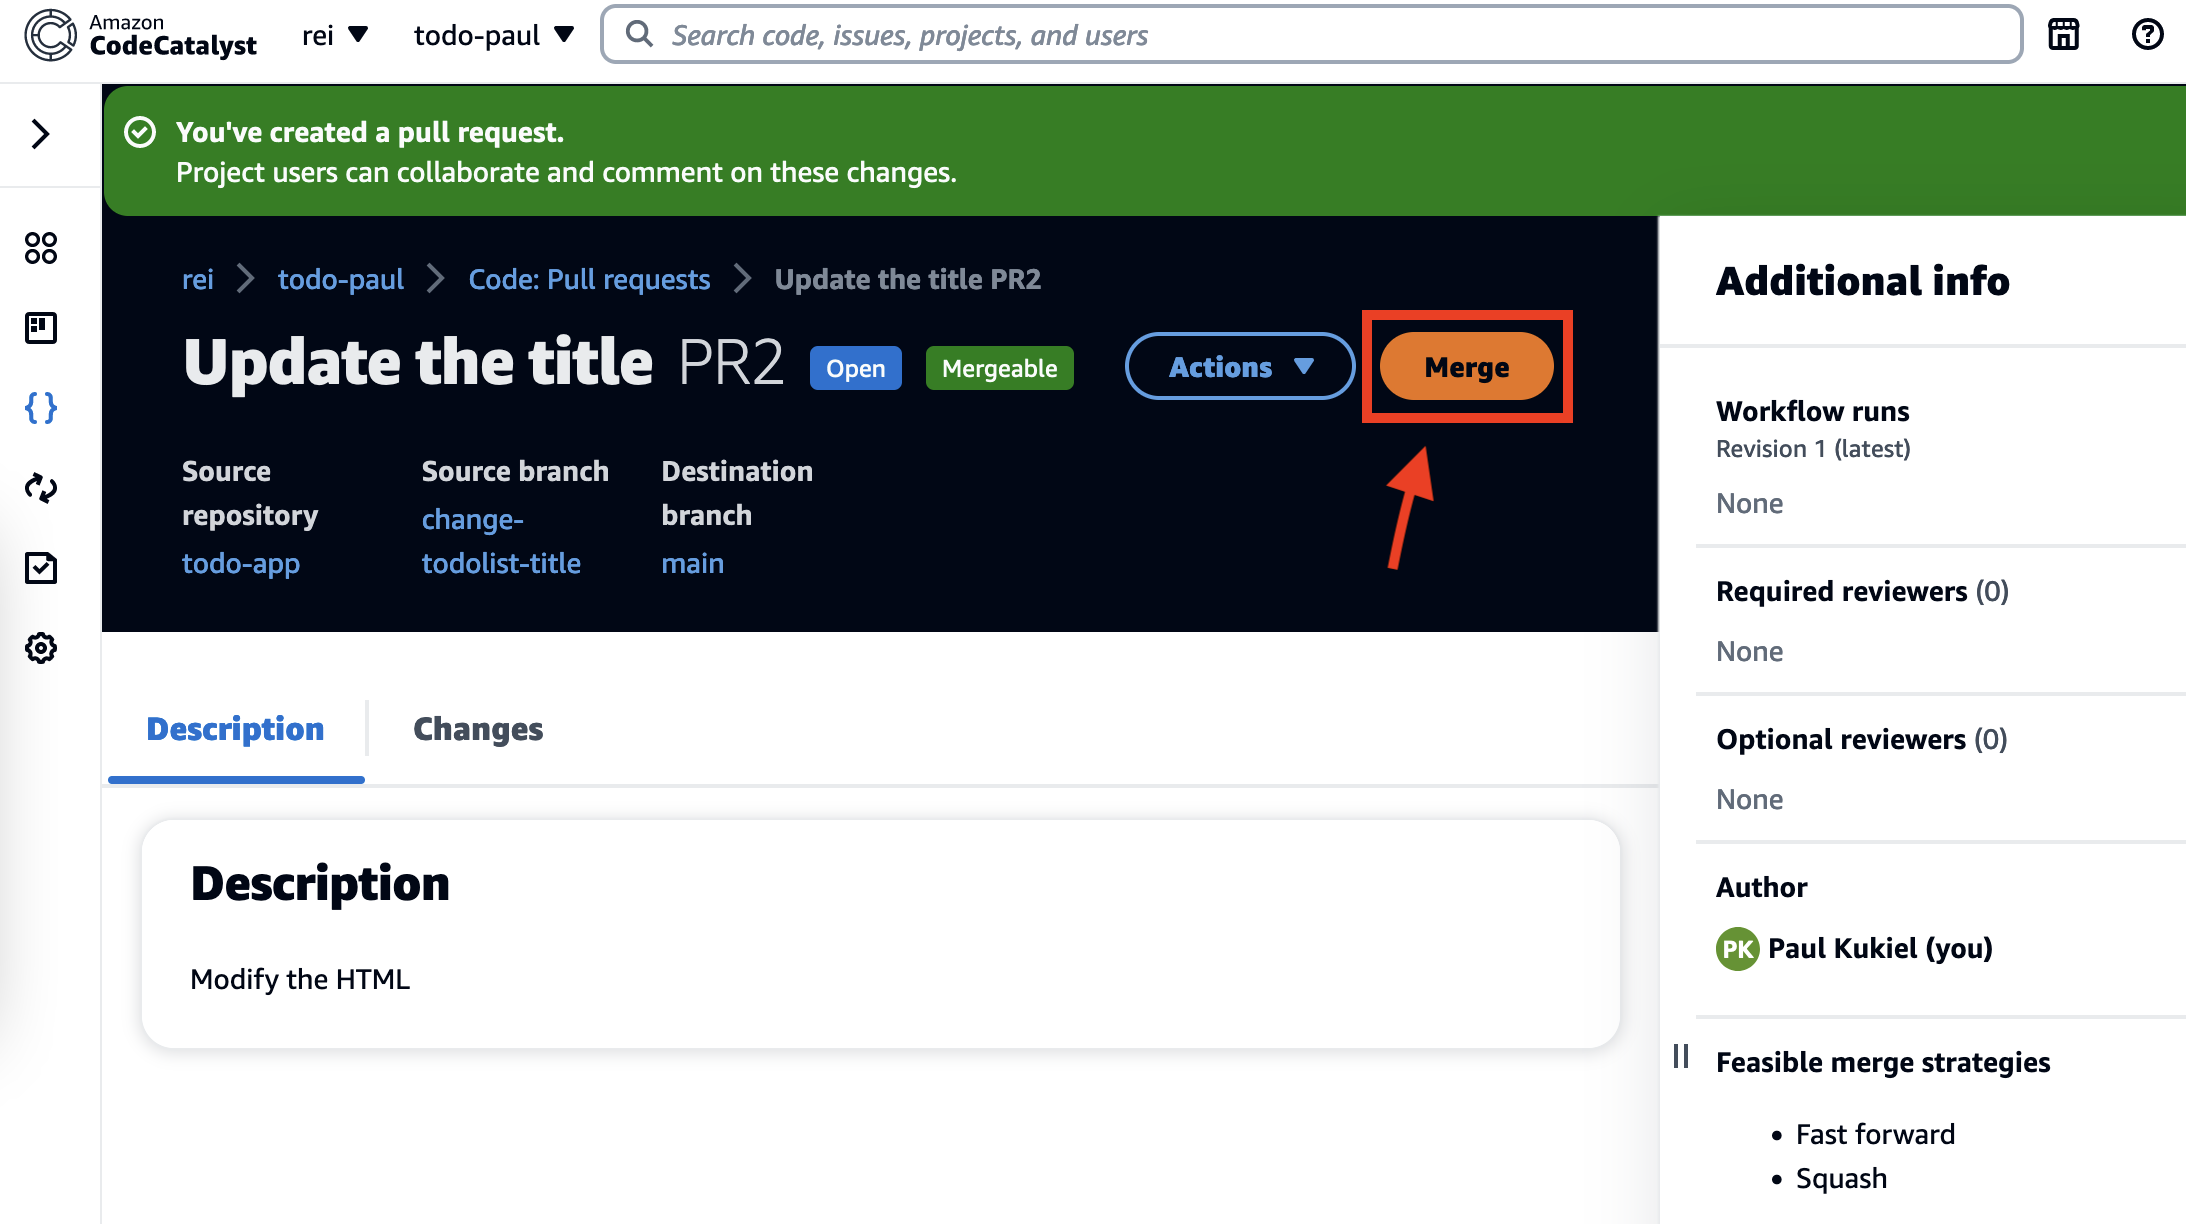 Amazon
CodeCatalyst
rei
todo-paul
Search code, issues, projects, and users
You've created a pull request.
Project users can collaborate and comment on these changes.
rei
todo-paul
Code: Pull requests
Update the title PR2
Update the title PR2
Open
Mergeable
Actions
Merge
Source
repository
todo-app
Source branch
change-
todolist-title
Destination
branch
main
Description
Changes
Description
Modify the HTML
Additional info
Workflow runs
Revision 1 (latest)
None
Required reviewers (0)
None
Optional reviewers (0)
None
Author
PK
Paul Kukiel (you)
Feasible merge strategies
• Fast forward
• Squash